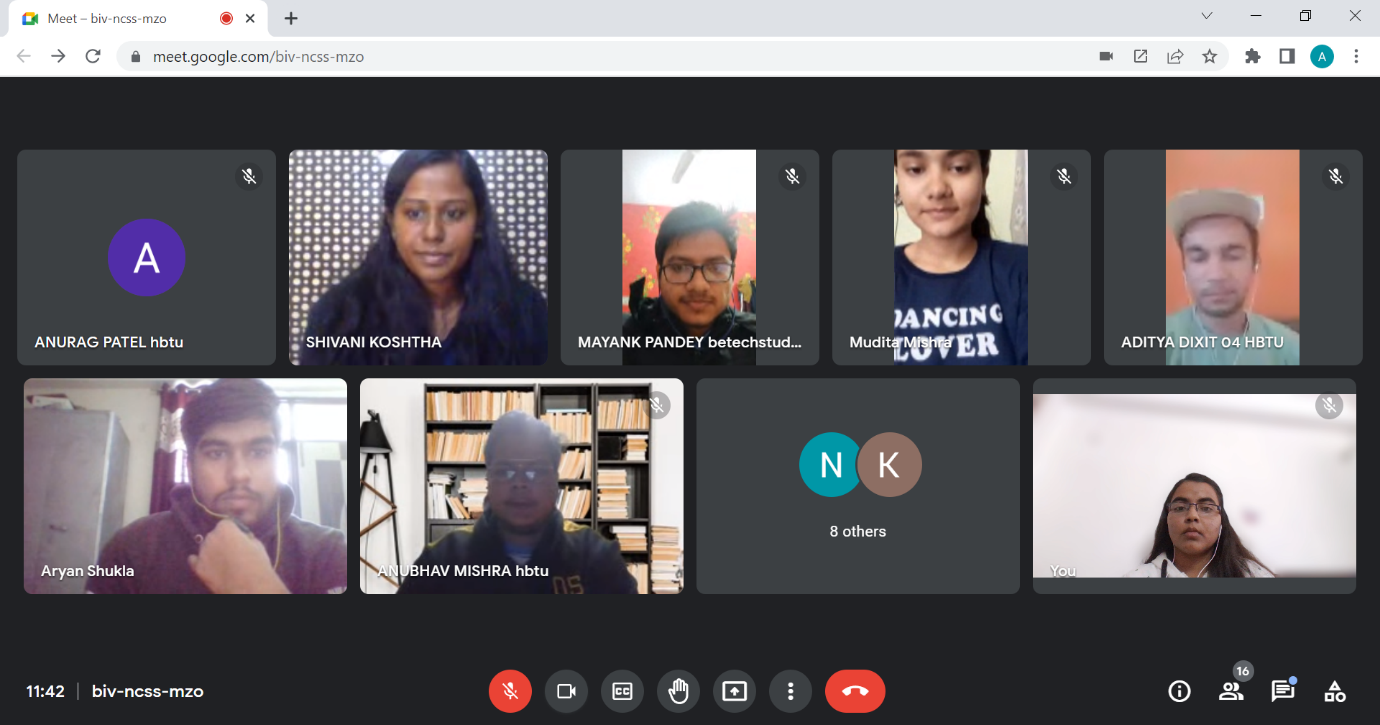 Meet – biv-ncss-mzo
meet.google.com/biv-ncss-mzo
A
A
ANURAG PATEL hbtu
SHIVANI KOSHTHA
MAYANK PANDEY betechstud...
DANCING
LOVER
Mudita Mishra
ADITYA DIXIT 04 HBTU
Aryan Shukla
05
ANUBHAV MISHRA hbtu
N K
8 others
You
11:42 | biv-ncss-mzo
CC
16